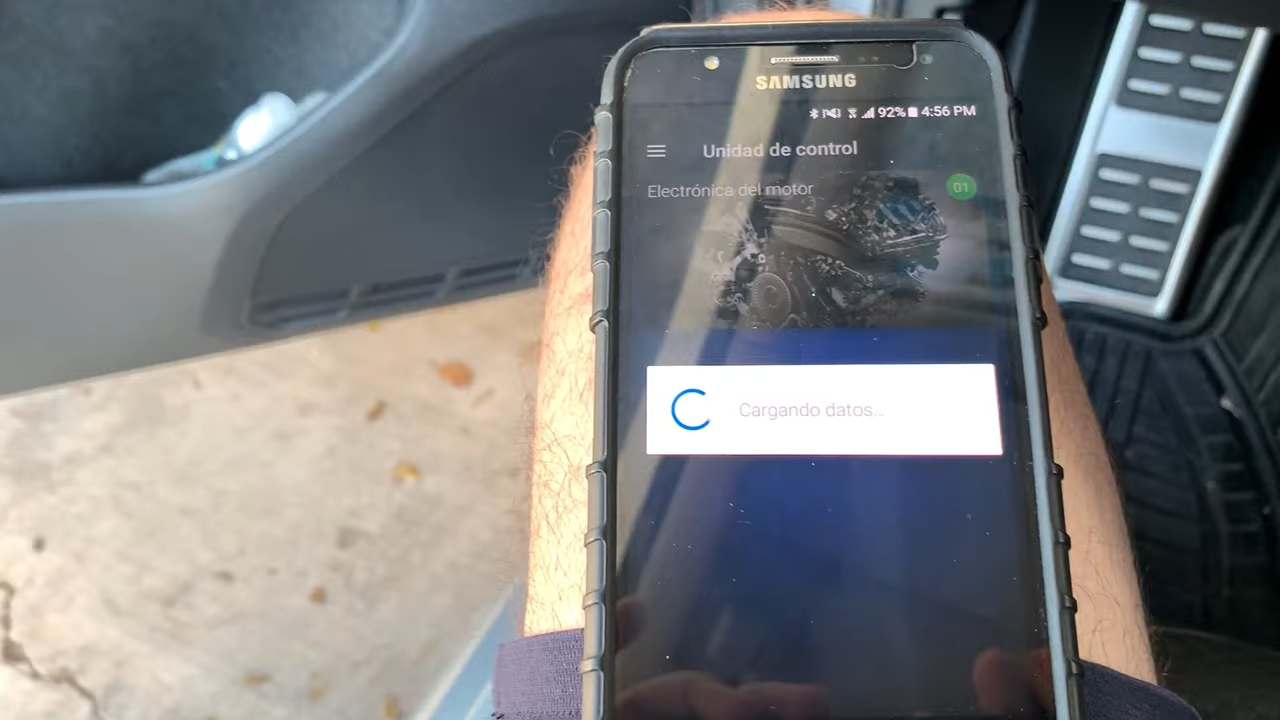 SAMSUNG
92% 4:56 PM
Unidad de control
Electrónica del motor
01
Cargando datos...